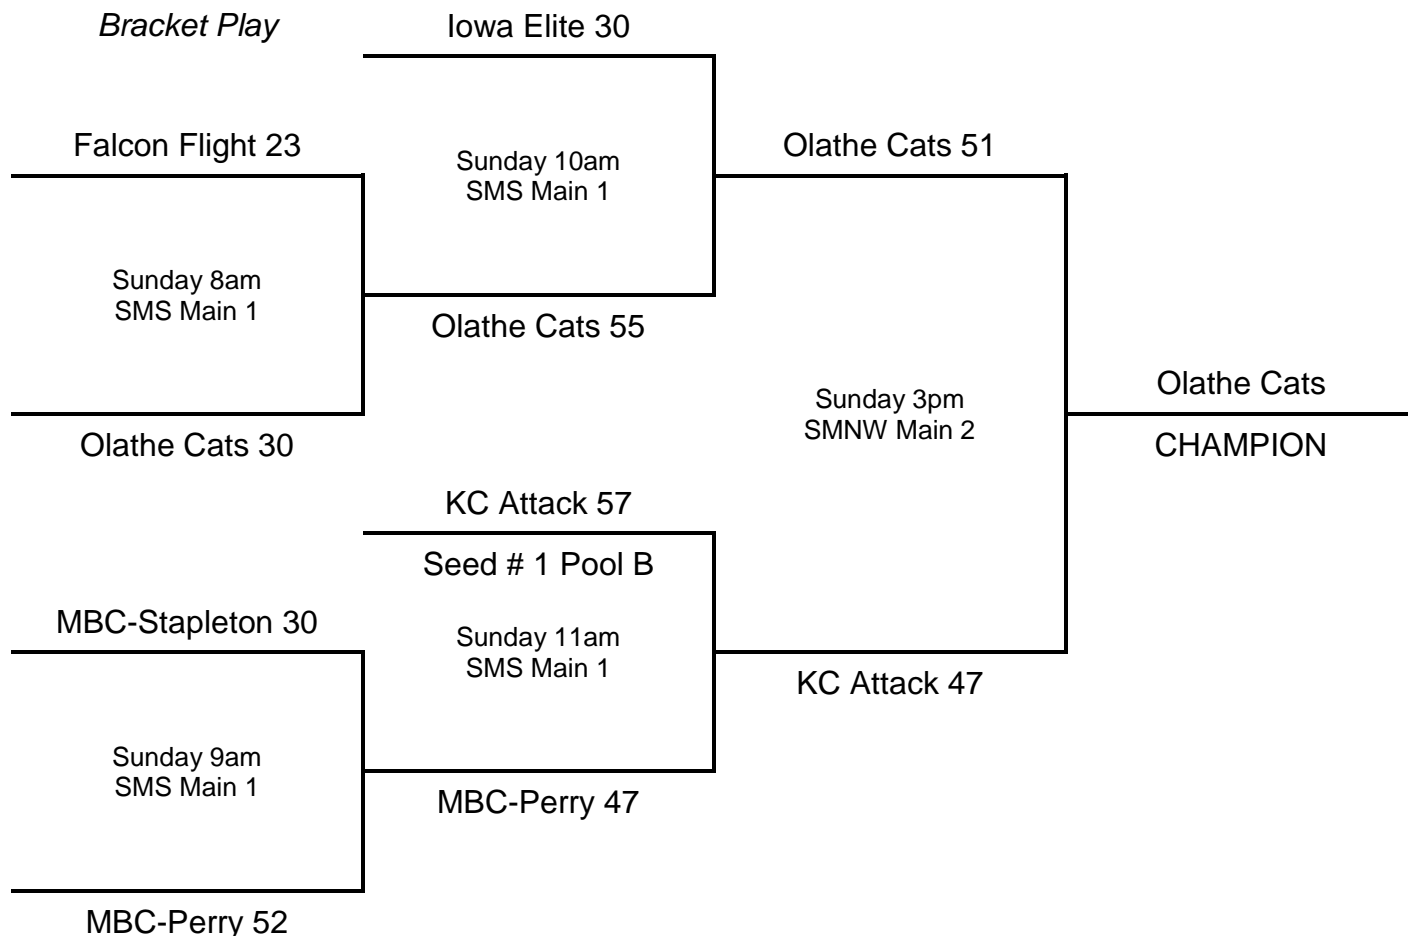 Bracket Play
Iowa Elite 30
Falcon Flight 23
Sunday 10am
SMS Main 1
Olathe Cats 51
Sunday 8am
SMS Main 1
Olathe Cats 55
Olathe Cats 30
Sunday 3pm
SMNW Main 2
Olathe Cats
CHAMPION
KC Attack 57
Seed # 1 Pool B
MBC-Stapleton 30
Sunday 11am
SMS Main 1
KC Attack 47
Sunday 9am
SMS Main 1
MBC-Perry 47
MBC-Perry 52